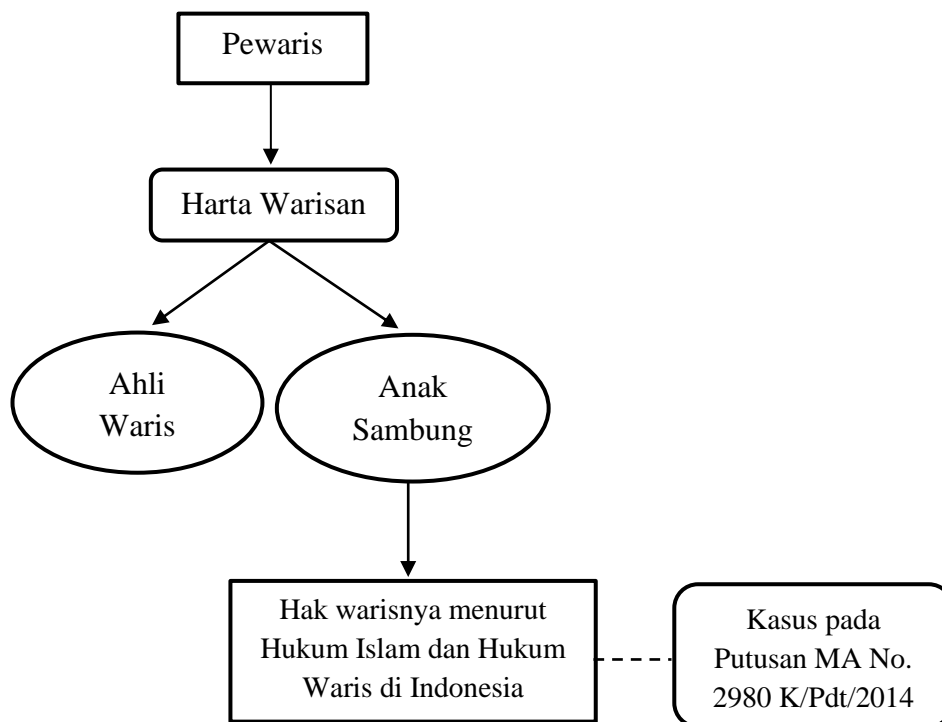 Pewaris
Harta Warisan
Ahli
Waris
Anak
Sambung
Hak warisnya menurut
Hukum Islam dan Hukum
Waris di Indonesia
Kasus pada
Putusan MA No.
2980 K/Pdt/2014